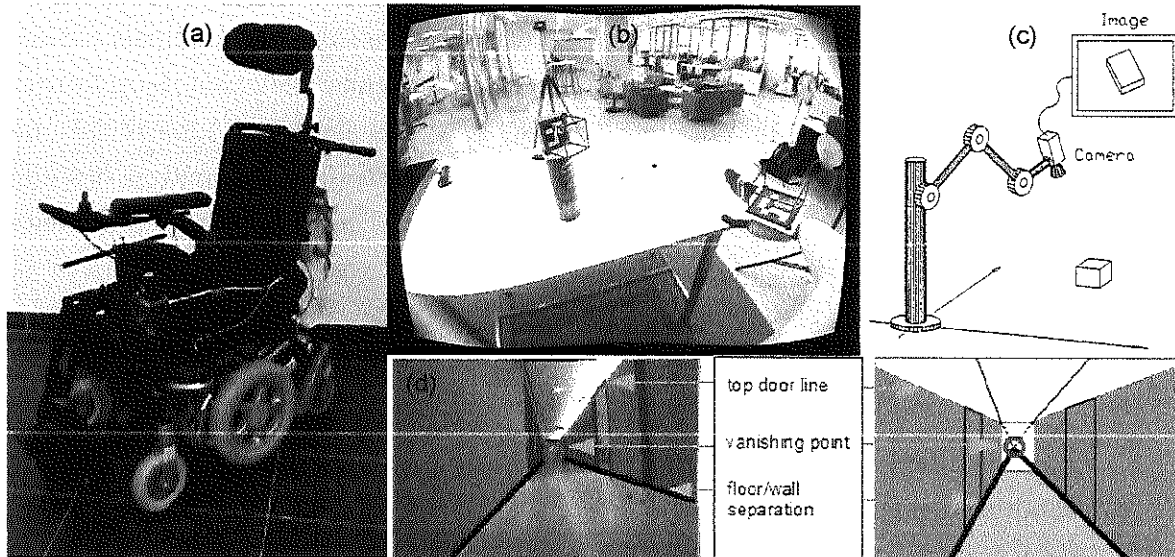 (a)
(b)
(c)
Image
Camera
(d)
top door line
vanishing point
floor/wall
separation